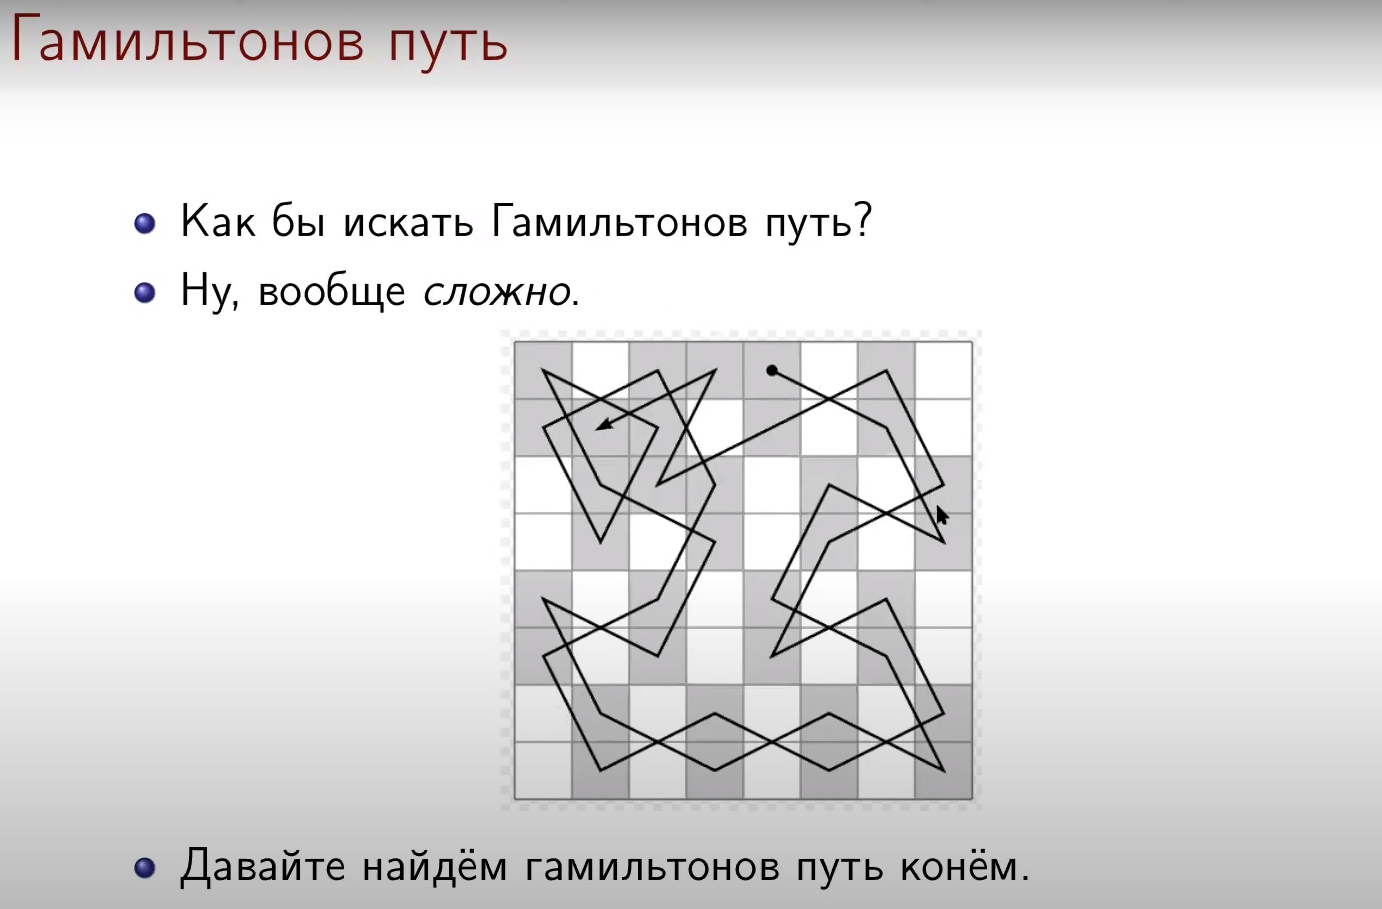 Гамильтонов путь
Как бы искать Гамильтонов путь?
Ну, вообще сложно.
Давайте найдём гамильтонов путь конём.